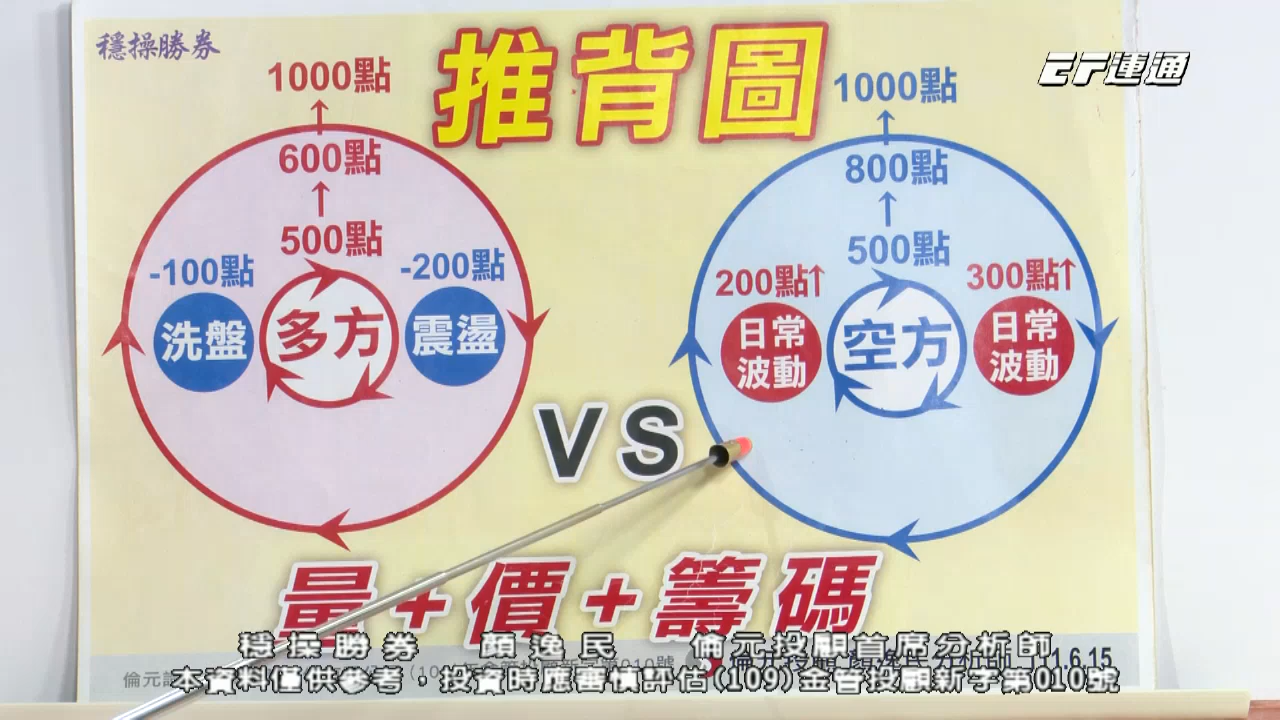 穩操勝券
推背圖
EF運通
1000點
↑
600點
↑
500點
-100點
-200點
洗盤
多方
震盪
1000點
↑
800點
↑
500點
200點↑
300點↑
日常
波動
空方
日常
波動
VS
量+價+籌碼
穩操勝券 顏逸民 倫元投顧首席分析師
本資料僅供參考，投資時應審慎評估(109)金管投顧新字第010號